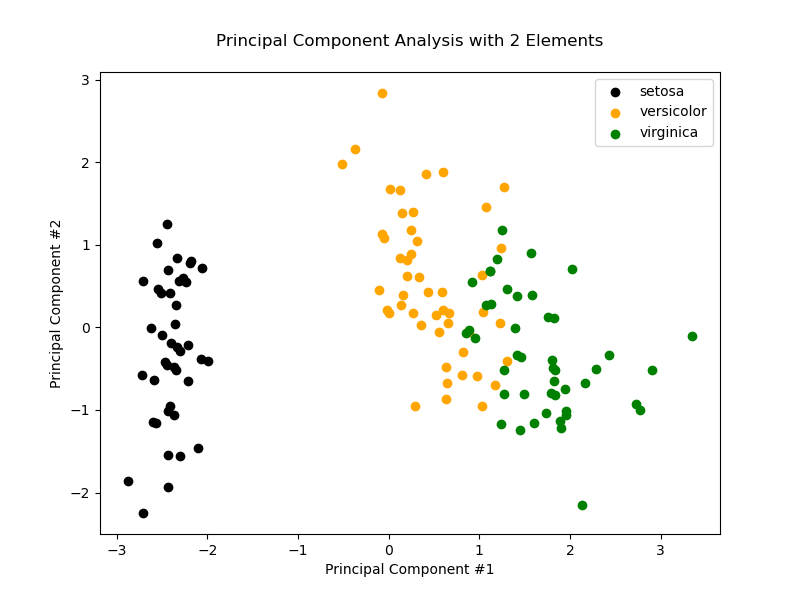 Principal Component Analysis with 2 Elements
setosa
versicolor
virginica
Principal Component #2
3
2
1
0
−1
−2
−3
−2
−1
0
1
2
3
Principal Component #1